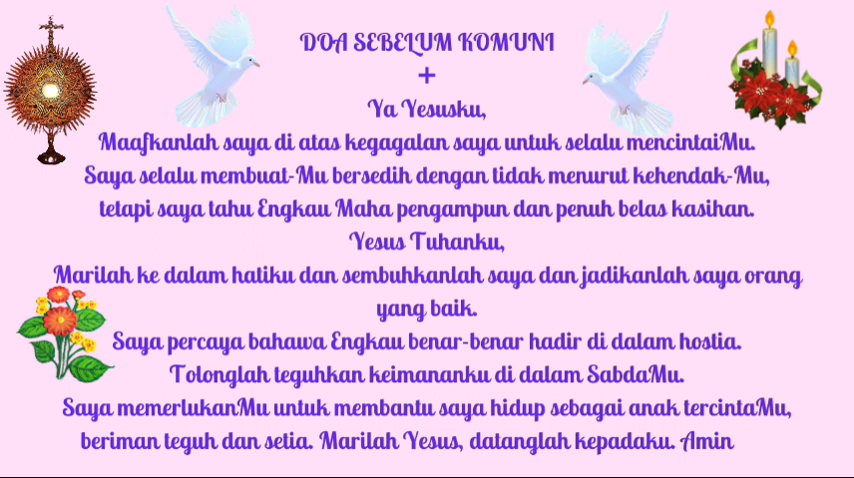 DOA SEBELUM KOMUNI
+
Ya Yesusku,
Maafkanlah saya di atas kegagalan saya untuk selalu mencintaiMu.
Saya selalu membuat-Mu bersedih dengan tidak menurut kehendak-Mu,
tetapi saya tahu Engkau Maha pengampun dan penuh belas kasihan.
Yesus Tuhanku,
Marilah ke dalam hatiku dan sembuhkanlah saya dan jadikanlah saya orang
yang baik.
Saya percaya bahawa Engkau benar-benar hadir di dalam hostia.
Tolonglah teguhkan keimananku di dalam SabdaMu.
Saya memerlukanMu untuk membantu saya hidup sebagai anak tercintaMu,
beriman teguh dan setia. Marilah Yesus, datanglah kepadaku. Amin